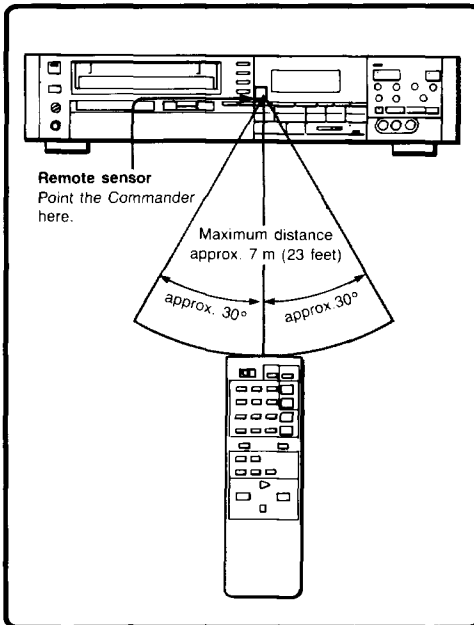 Remote sensor
Point the Commander
here.
Maximum distance
approx. 7 m (23 feet)
approx. 30°
approx.30°